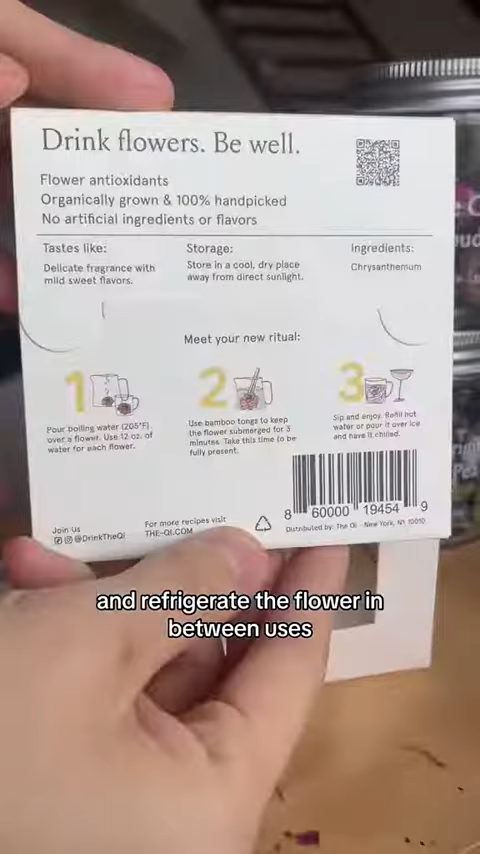 Drink flowers. Be well.
Flower antioxidants
Organically grown & 100% handpicked
No artificial ingredients or flavors
Tastes like:
Delicate fragrance with
mild sweet flavors.
Storage:
Store in a cool, dry place
away from direct sunlight.
Ingredients:
Chrysanthemum
Meet your new ritual:
1
Pour boiling water (205°F)
over a flower. Use 12 oz. of
water for each flower.
2
Use bamboo tongs to keep
the flower submerged for 3
minutes. Take this time to be
fully present.
3
Sip and enjoy. Refill hot
water or pour it over ice
and have it chilled.
8 60000 19454 9
Join us
@DrinkTheQi
For more recipes visit
THE-QI.COM
Distributed by: The Qi - New York, NY 10010
and refrigerate the flower in
between uses